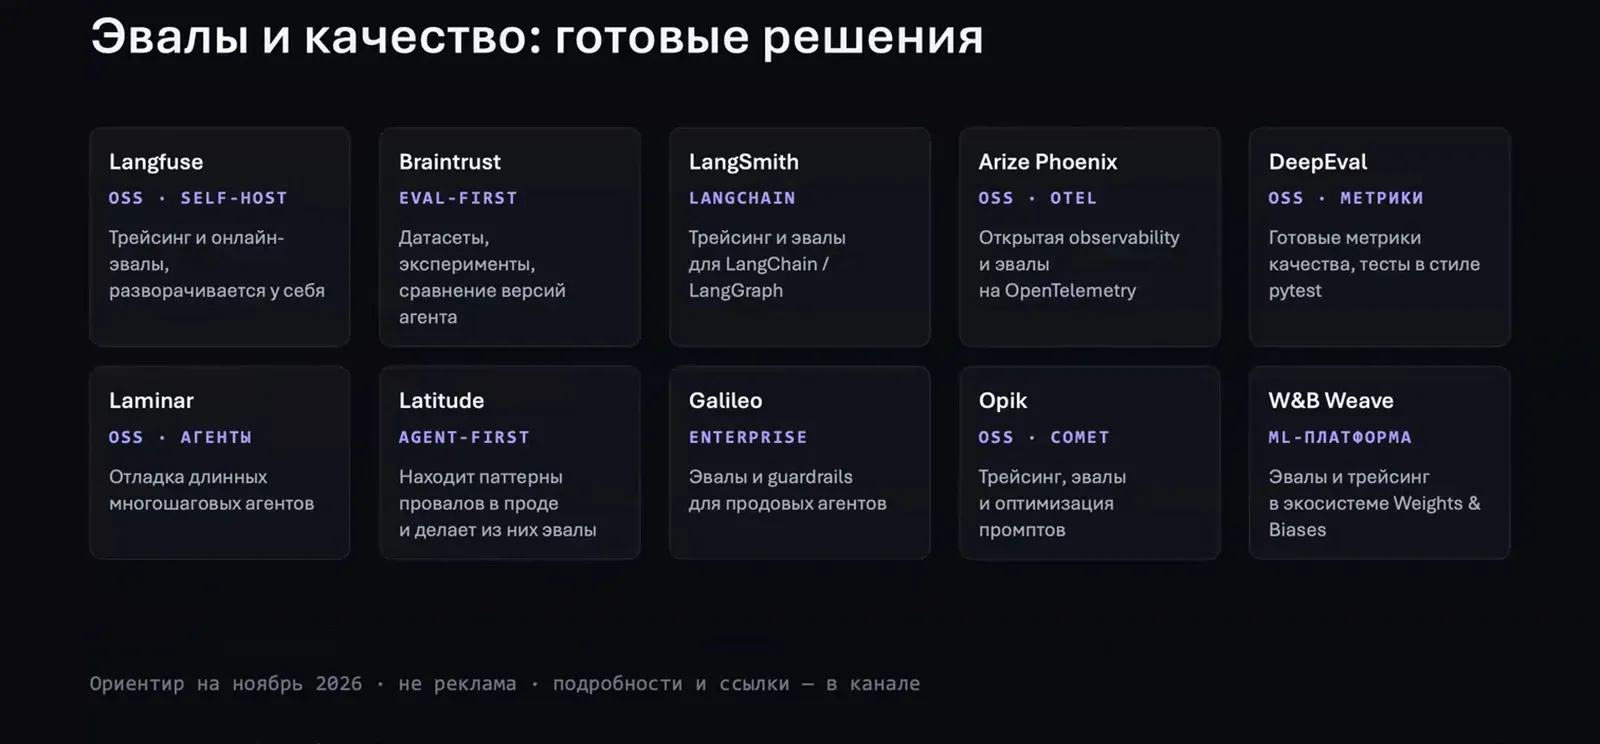 Эвалы и качество: готовые решения
Langfuse
OSS · SELF-HOST
Трейсинг и онлайн-
эвалы,
разворачивается у себя
Braintrust
EVAL-FIRST
Датасеты,
эксперименты,
сравнение версий
агента
LangSmith
LANGCHAIN
Трейсинг и эвалы
для LangChain /
LangGraph
Arize Phoenix
OSS · OTEL
Открытая observability
и эвалы
на OpenTelemetry
DeepEval
OSS · МЕТРИКИ
Готовые метрики
качества, тесты в стиле
pytest
Laminar
OSS · АГЕНТЫ
Отладка длинных
многошаговых агентов
Latitude
AGENT-FIRST
Находит паттерны
провалов в проде
и делает из них эвалы
Galileo
ENTERPRISE
Эвалы и guardrails
для продовых агентов
Opik
OSS · COMET
Трейсинг, эвалы
и оптимизация
промптов
W&B Weave
ML-ПЛАТФОРМА
Эвалы и трейсинг
в экосистеме Weights &
Biases
Ориентир на ноябрь 2026 · не реклама · подробности и ссылки — в канале